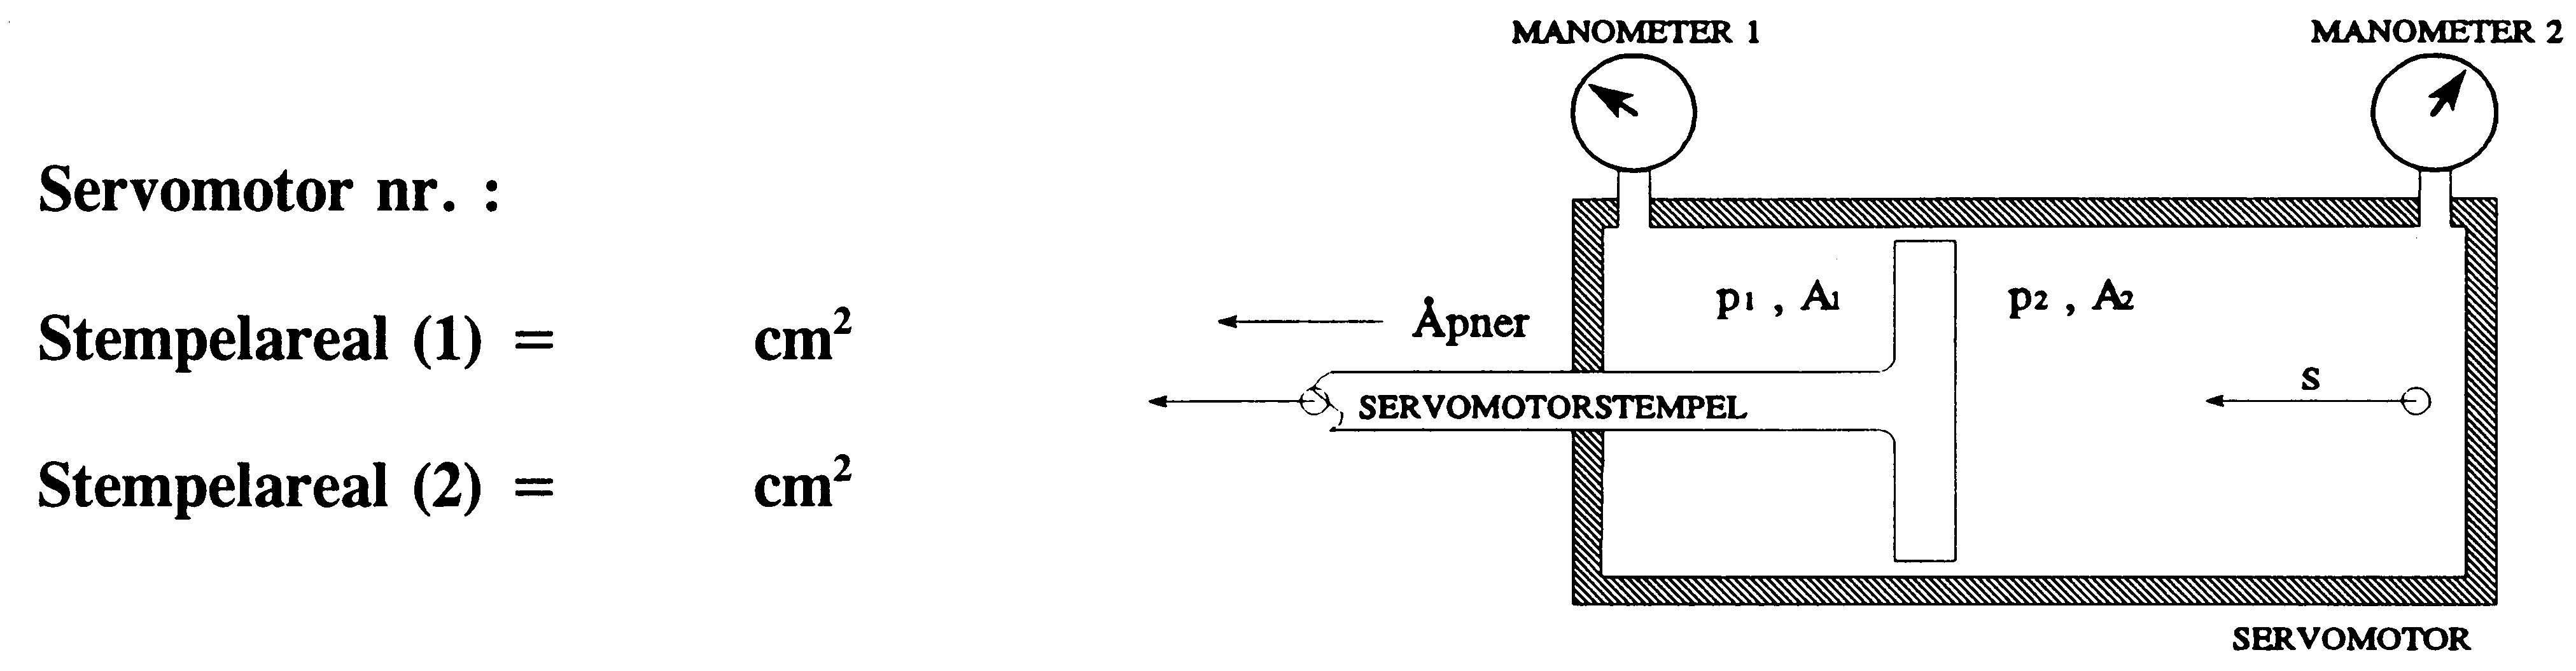 MANOMETER 1
MANOMETER 2
Servomotor nr. :
Stempelareal (1) = cm²
Stempelareal (2) = cm²
Åpner
p1 , A1
p2 , A2
s
SERVOMOTORSTEMPEL
SERVOMOTOR